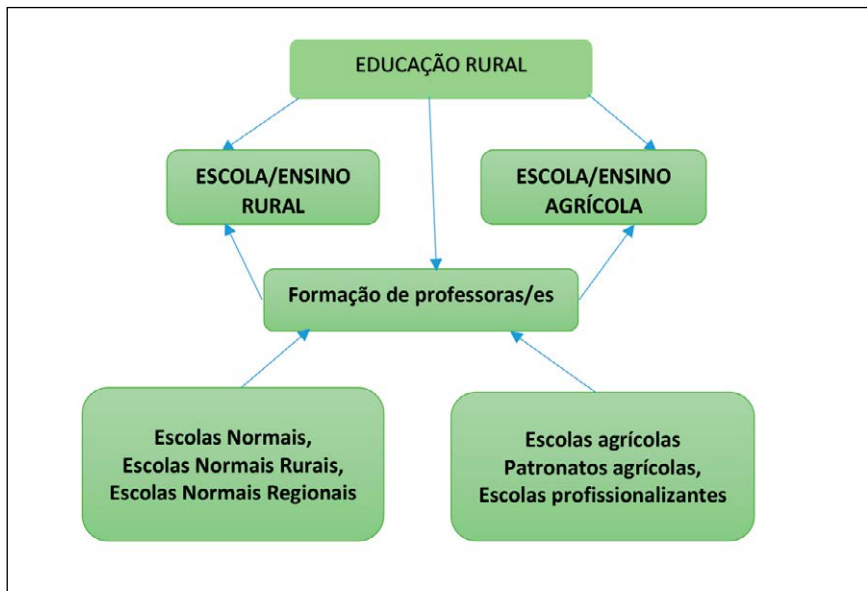 EDUCAÇÃO RURAL
ESCOLA/ENSINO
RURAL
ESCOLA/ENSINO
AGRÍCOLA
Formação de professoras/es
Escolas Normais,
Escolas Normais Rurais,
Escolas Normais Regionais
Escolas agrícolas
Patronatos agrícolas,
Escolas profissionalizantes